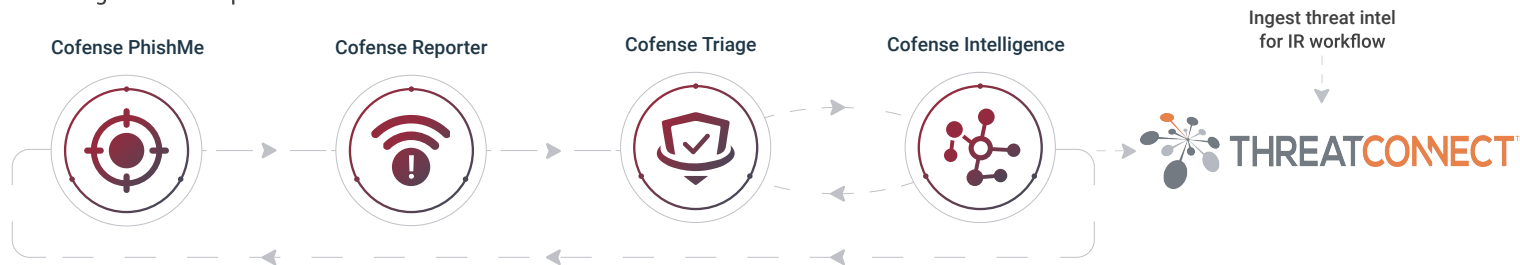 Ingest threat intel
for IR workflow
Cofense PhishMe
Cofense Reporter
Cofense Triage
Cofense Intelligence
!
THREATCONNECT